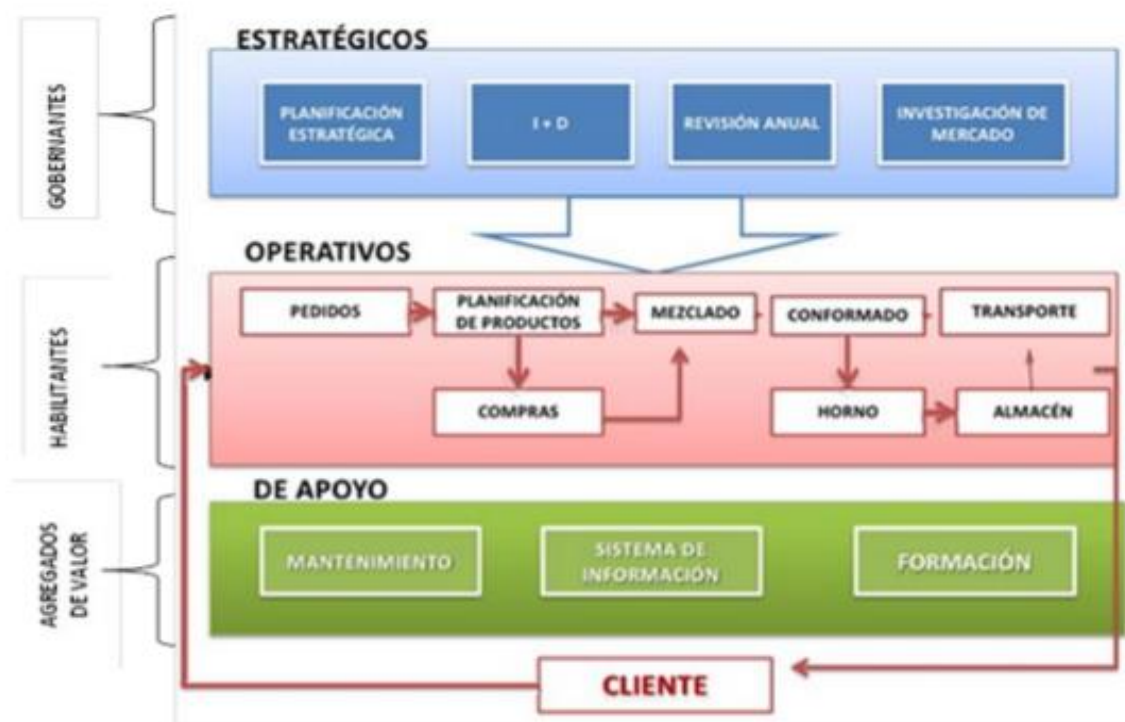 GOBERNANTES
ESTRATÉGICOS
PLANIFICACIÓN
ESTRATÉGICA
I + D
REVISIÓN ANUAL
INVESTIGACIÓN DE
MERCADO
HABILITANTES
OPERATIVOS
PEDIDOS
PLANIFICACIÓN
DE PRODUCTOS
MEZCLADO
CONFORMADO
TRANSPORTE
COMPRAS
HORNO
ALMACÉN
AGREGADOS
DE VALOR
DE APOYO
MANTENIMIENTO
SISTEMA DE
INFORMACIÓN
FORMACIÓN
CLIENTE